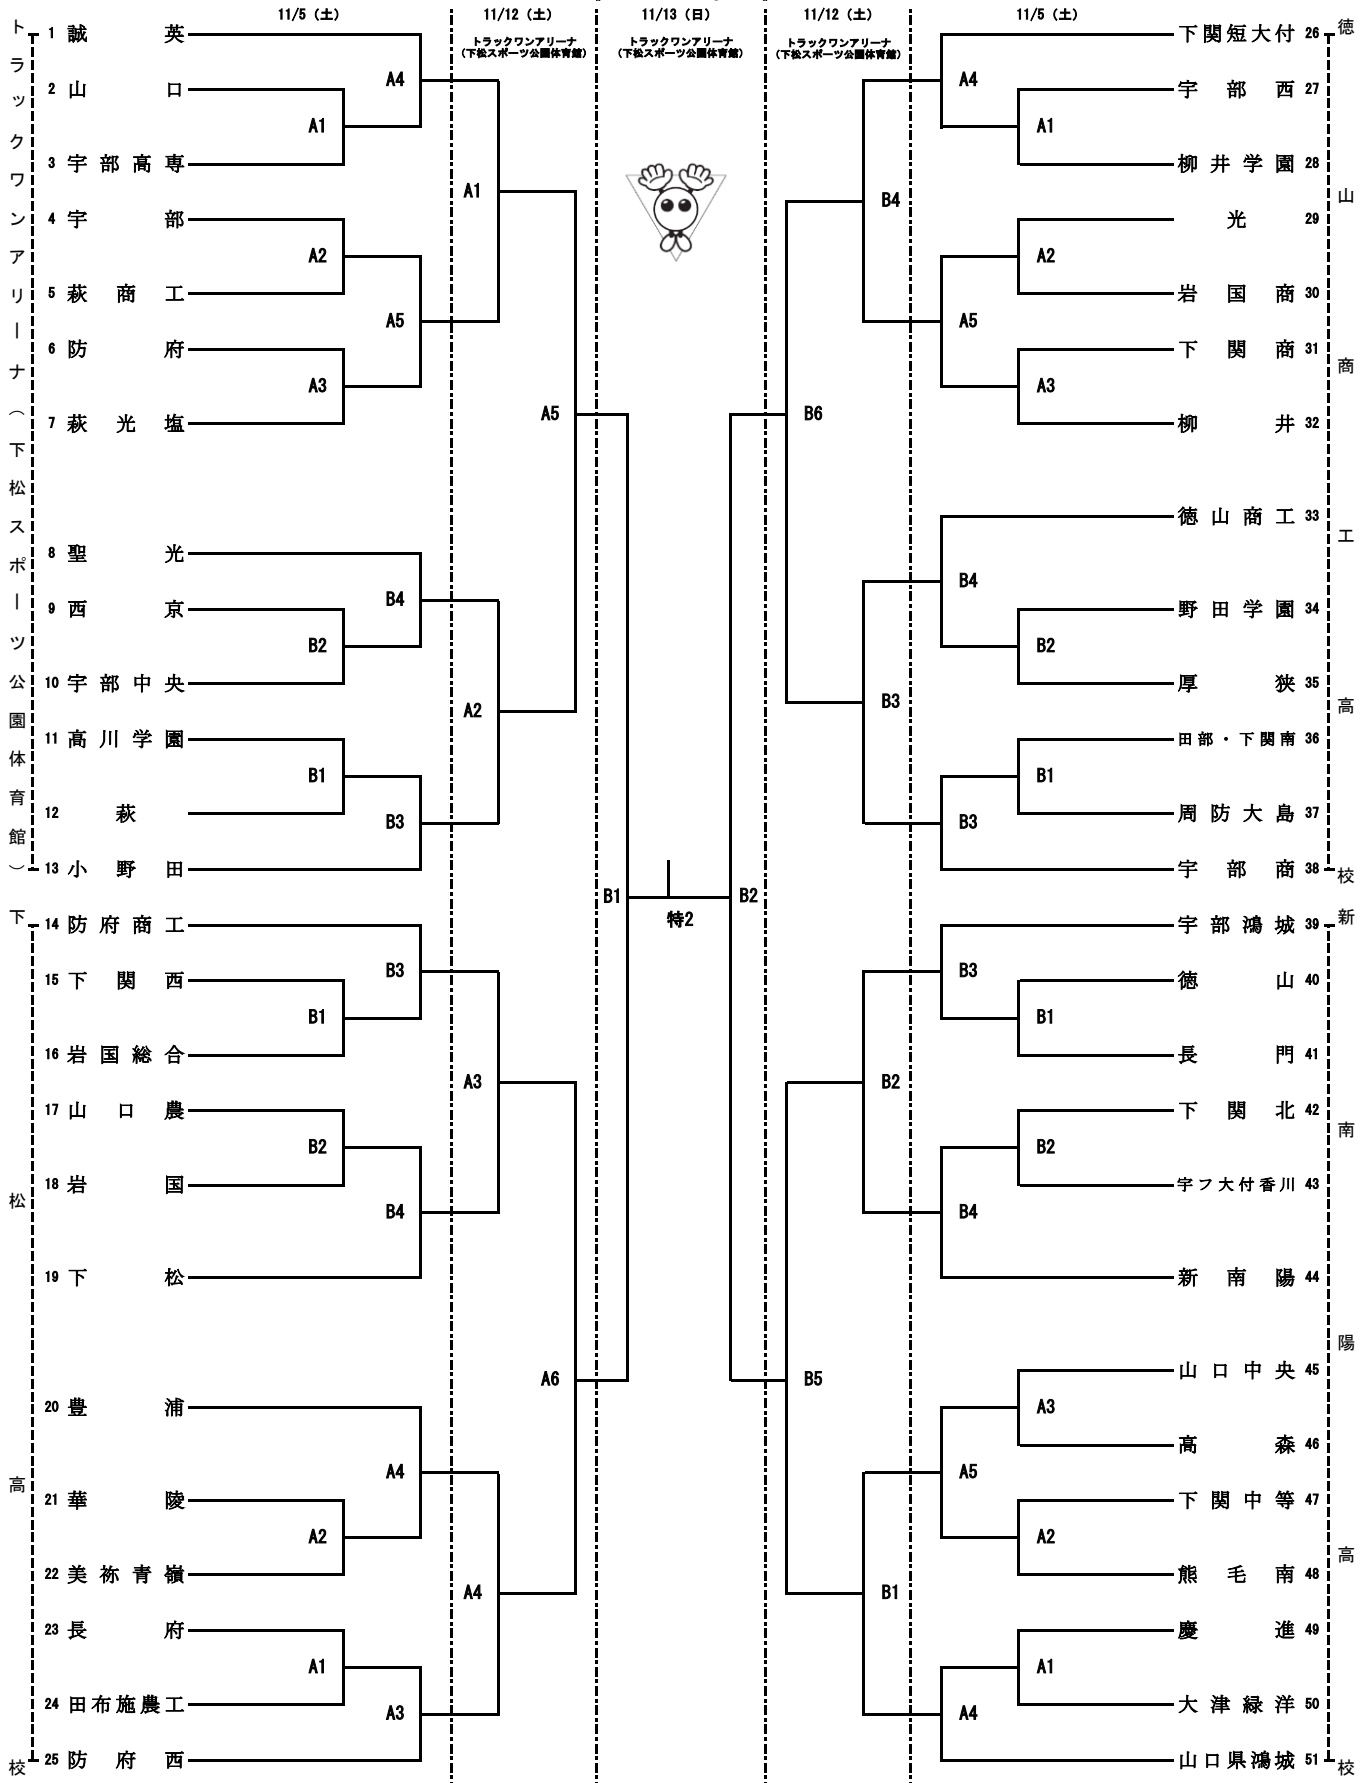 11/5（土）
11/12（土）
11/13（日）
11/12（土）
11/5（土）
トラックワンアリーナ
（下松スポーツ公園体育館）
トラックワンアリーナ
（下松スポーツ公園体育館）
トラックワンアリーナ
（下松スポーツ公園体育館）
トラックワンアリーナ（下松スポーツ公園体育館）
1 誠英
2 山口
3 宇部高専
4 宇部
5 萩商工
6 防府
7 萩光塩
8 聖光
9 西京
10 宇部中央
11 高川学園
12 萩
13 小野田
下松高校
14 防府商工
15 下関西
16 岩国総合
17 山口農
18 岩国
19 下松
20 豊浦
21 華陵
22 美祢青嶺
23 長府
24 田布施農工
25 防府西
A4
A1
A2
A5
A3
B4
B2
B1
B3
B3
B1
B2
B4
A4
A2
A1
A3
A1
A2
A3
A4
A5
A6
B1
特2
B2
B6
B5
B4
B3
B2
B1
A4
A1
A2
A5
A3
B4
B2
B1
B3
B3
B1
B2
B4
A3
A5
A2
A1
A4
徳山商工高校
下関短大付 26
宇部西 27
柳井学園 28
光 29
岩国商 30
下関商 31
柳井 32
徳山商工 33
野田学園 34
厚狭 35
田部・下関南 36
周防大島 37
宇部商 38
新南陽高校
宇部鴻城 39
徳山 40
長門 41
下関北 42
宇フ大付香川 43
新南陽 44
山口中央 45
高森 46
下関中等 47
熊毛南 48
慶進 49
大津緑洋 50
山口県鴻城 51